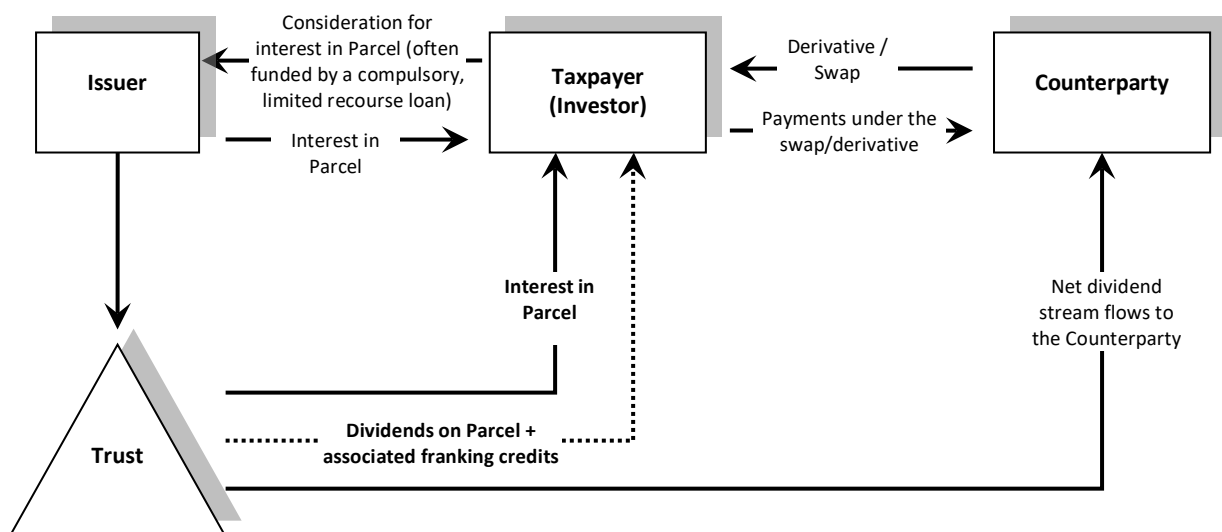 Issuer
Consideration for
interest in Parcel (often
funded by a compulsory,
limited recourse loan)
Interest in
Parcel
Taxpayer
(Investor)
Derivative /
Swap
Payments under the
swap/derivative
Counterparty
Interest in
Parcel
Net dividend
stream flows to
the Counterparty
Dividends on Parcel +
associated franking credits
Trust